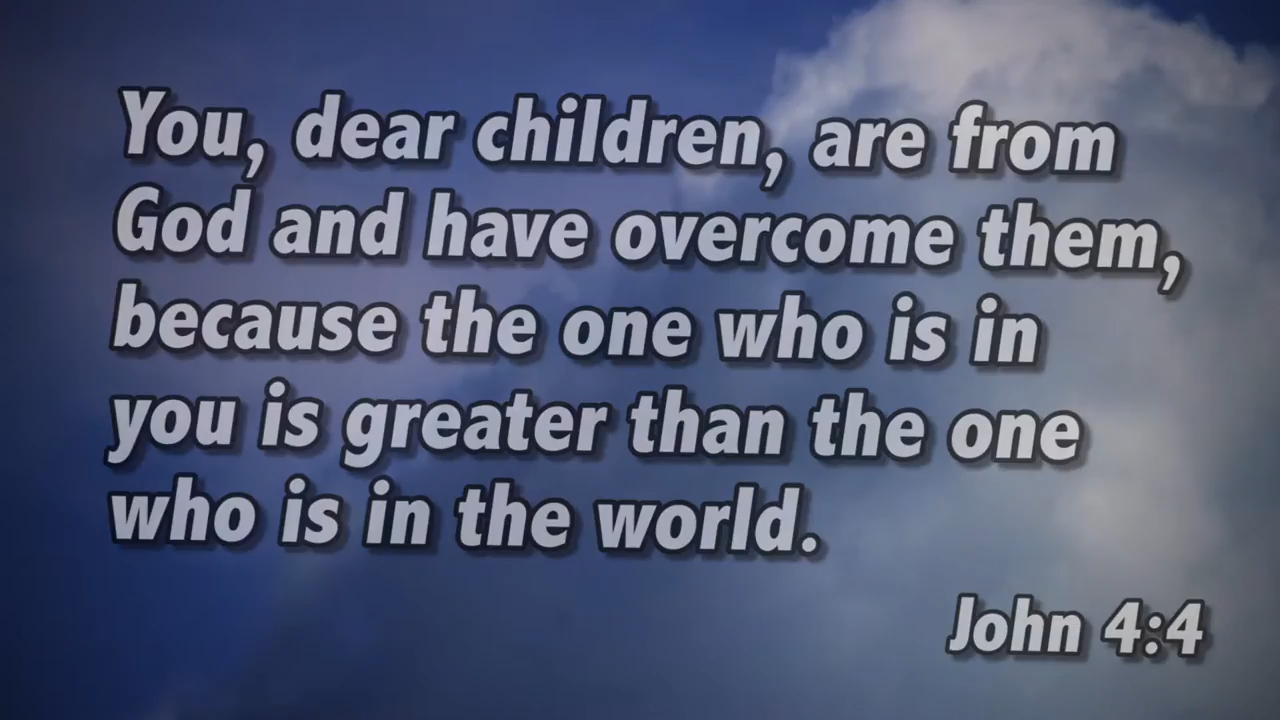 You, dear children, are from
God and have overcome them,
because the one who is in
you is greater than the one
who is in the world.
John 4:4